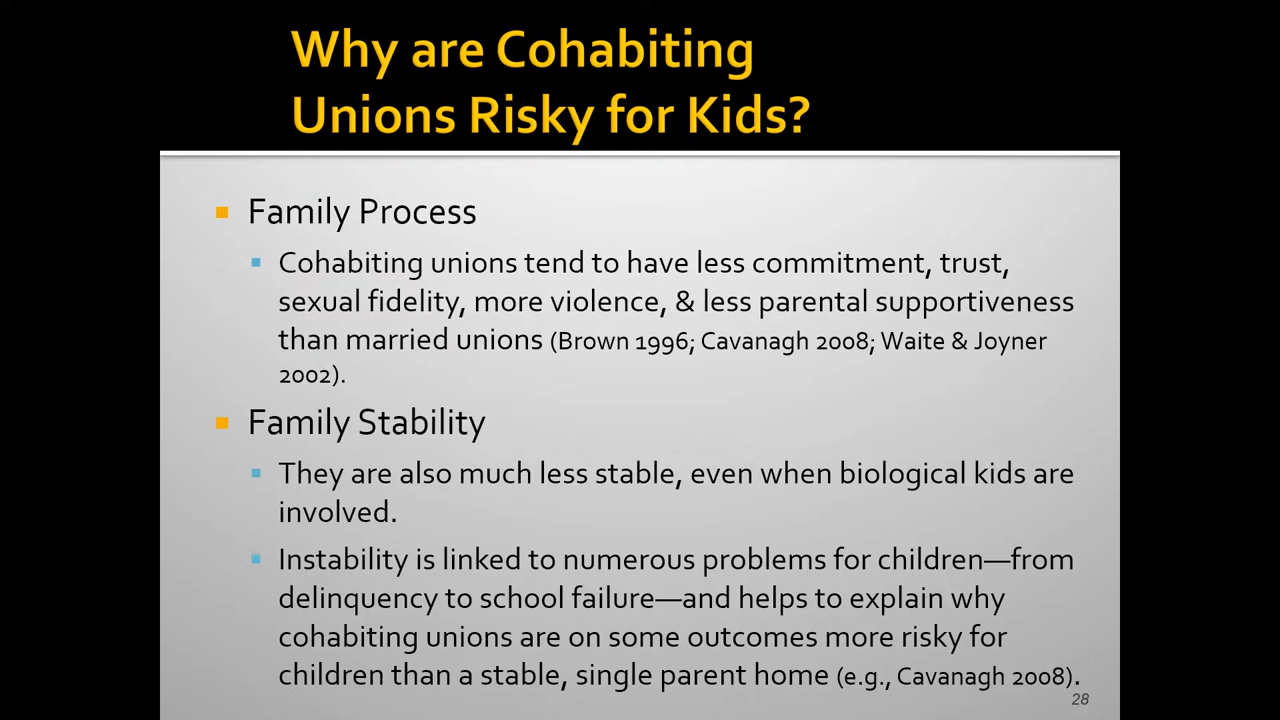 Why are Cohabiting
Unions Risky for Kids?
Family Process
Cohabiting unions tend to have less commitment, trust,
sexual fidelity, more violence, & less parental supportiveness
than married unions (Brown 1996; Cavanagh 2008; Waite & Joyner
2002).
Family Stability
They are also much less stable, even when biological kids are
involved.
Instability is linked to numerous problems for children—from
delinquency to school failure—and helps to explain why
cohabiting unions are on some outcomes more risky for
children than a stable, single parent home (e.g., Cavanagh 2008).
28